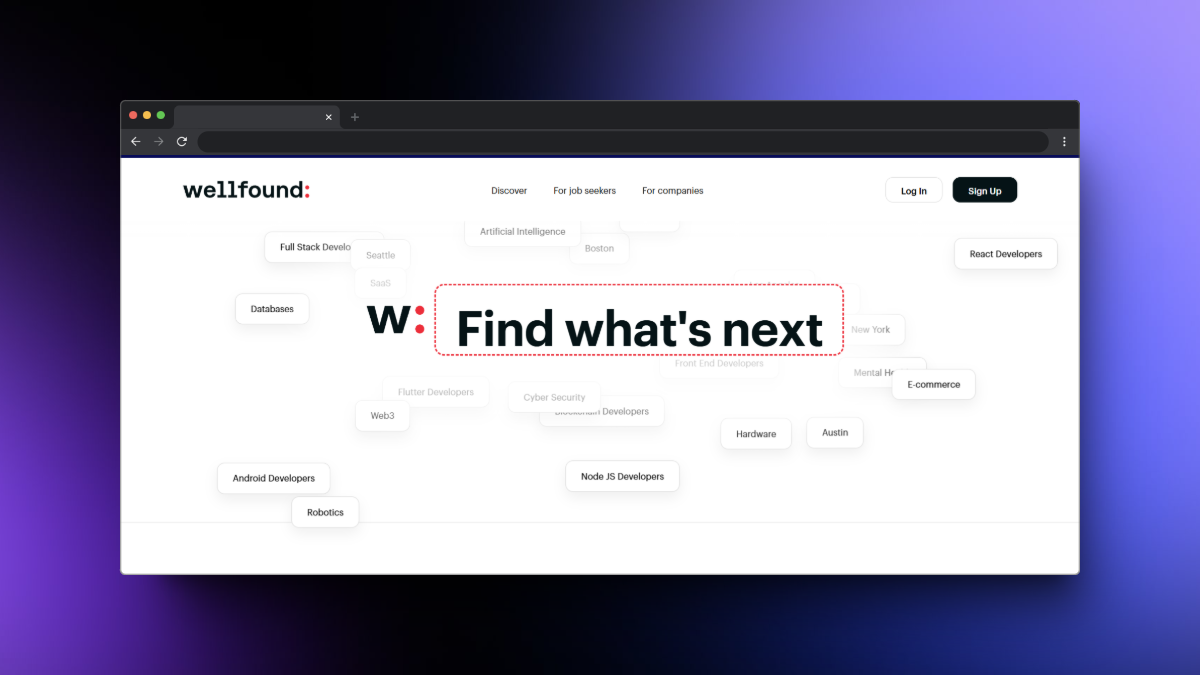 wellfound:
Discover
For job seekers
For companies
Log In
Sign Up
Artificial Intelligence
Full Stack Develo
Boston
Seattle
React Developers
SaaS
Databases
w: Find what's next
New York
Front End Developers
Mental He
E-commerce
Flutter Developers
Cyber Security
Blockchain Developers
Web3
Hardware
Austin
Android Developers
Node JS Developers
Robotics